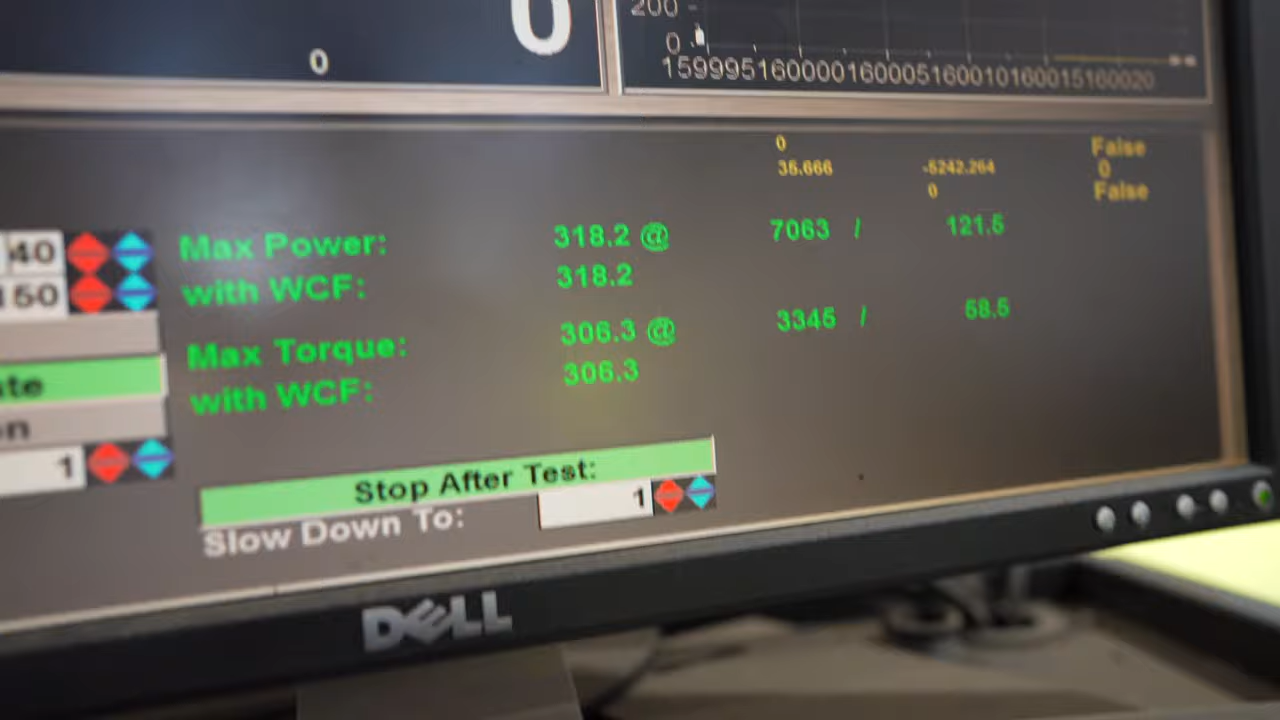 200
0
0
0
159995160000160005160010160015160020
0
False
35.666
-5242.264
0
0
False
40
Max Power:
318.2 @
7063 /
121.5
150
with WCF:
318.2
Max Torque:
306.3 @
3345 /
58.5
with WCF:
306.3
te
n
1
Stop After Test:
Slow Down To:
1
DELL